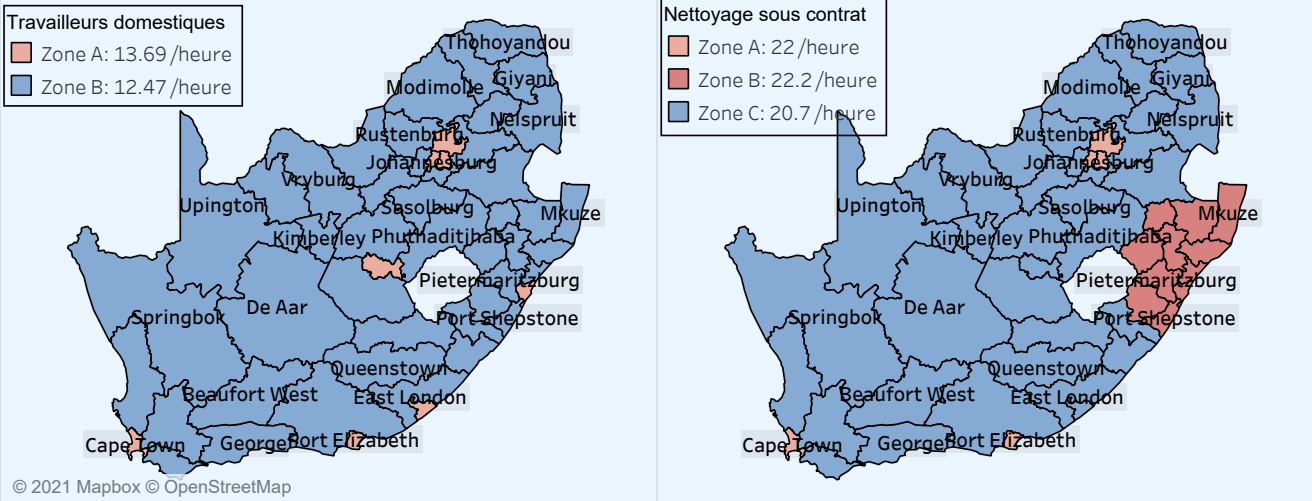 Travailleurs domestiques
Zone A: 13.69 /heure
Zone B: 12.47 /heure
Thohoyandou
Giyani
Modimolle
Nelspruit
Rustenburg
Johannesburg
Vryburg
Upington
Sasolburg
Mkuze
Kimberley
Phuthaditjhaba
Pietermaritzburg
De Aar
Springbok
Port Shepstone
Queenstown
Beaufort West
East London
Cape Town
George
Port Elizabeth
© 2021 Mapbox © OpenStreetMap
Nettoyage sous contrat
Zone A: 22 /heure
Zone B: 22.2 /heure
Zone C: 20.7 /heure
Thohoyandou
Giyani
Modimolle
Nelspruit
Rustenburg
Johannesburg
Vryburg
Upington
Sasolburg
Mkuze
Kimberley
Phuthaditjhaba
Pietermaritzburg
De Aar
Springbok
Port Shepstone
Queenstown
Beaufort West
East London
Cape Town
George
Port Elizabeth